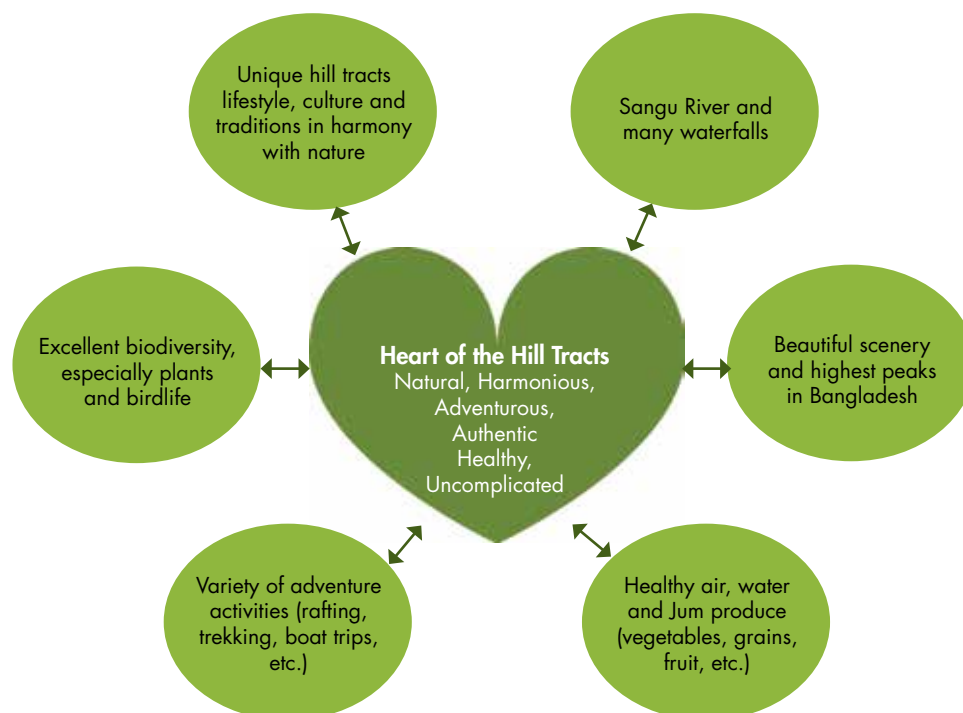 Unique hill tracts
lifestyle, culture and
traditions in harmony
with nature
Sangu River and
many waterfalls
Excellent biodiversity,
especially plants
and birdlife
Heart of the Hill Tracts
Natural, Harmonious,
Adventurous,
Authentic
Healthy,
Uncomplicated
Beautiful scenery
and highest peaks
in Bangladesh
Variety of adventure
activities (rafting,
trekking, boat trips,
etc.)
Healthy air, water
and Jum produce
(vegetables, grains,
fruit, etc.)